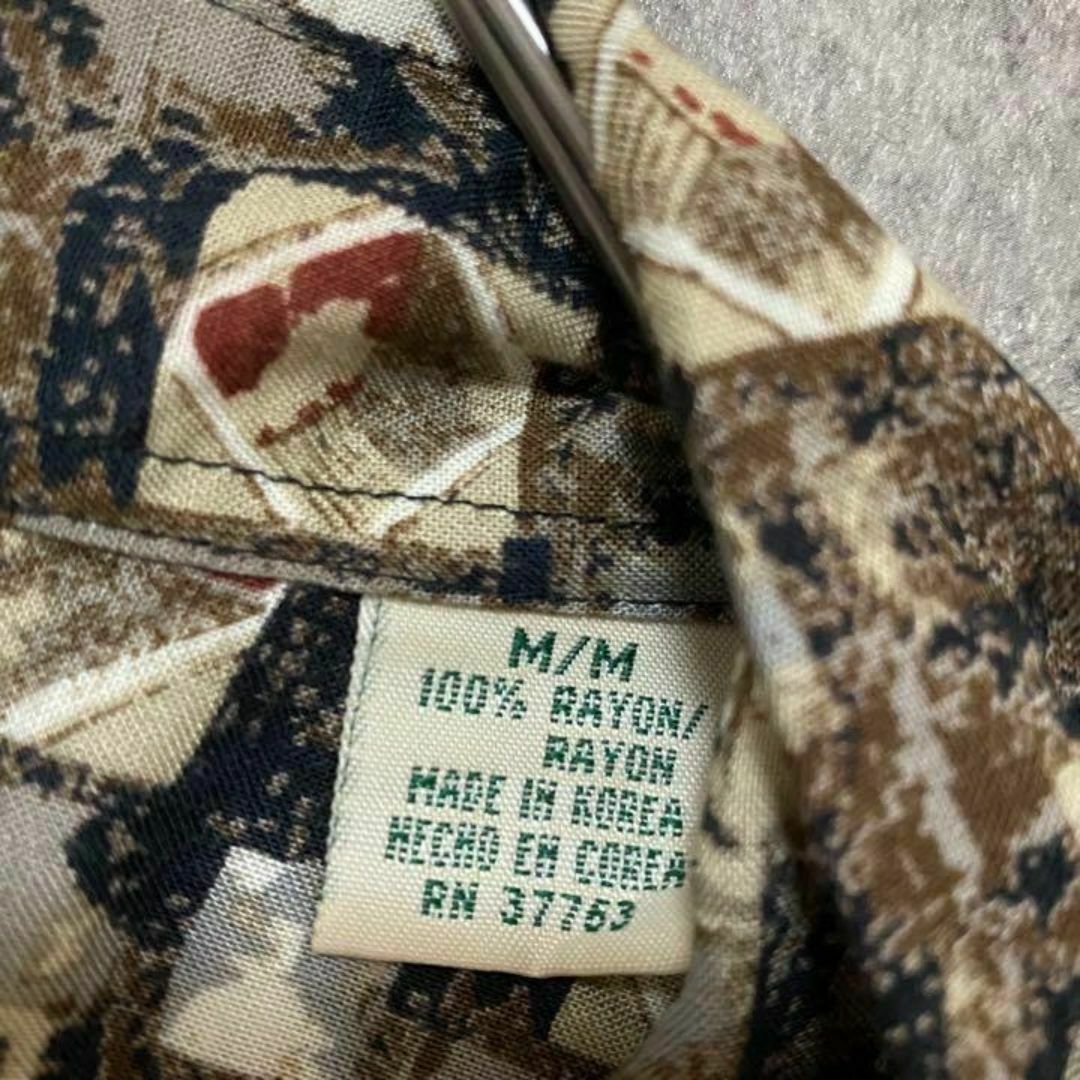 M/M
100% RAYON/
RAYON
MADE IN KOREA
HECHO EN COREA
RN 37763